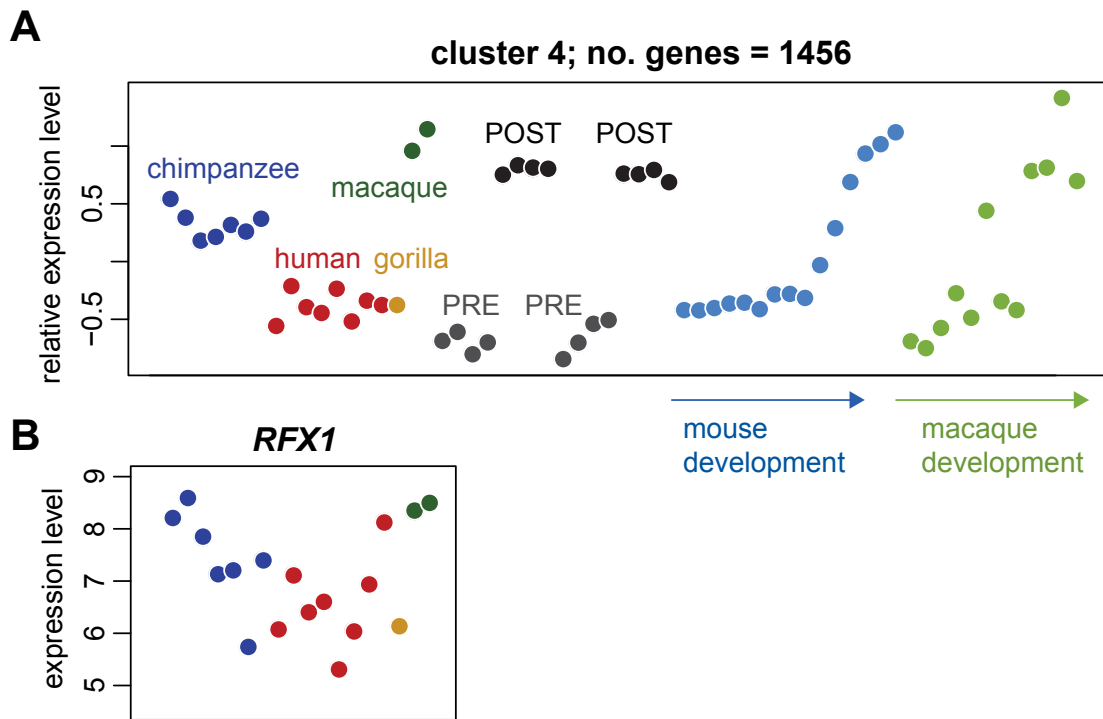 A
cluster 4; no. genes = 1456
relative expression level
0.5
−0.5
chimpanzee
human
gorilla
macaque
PRE
POST
PRE
POST
mouse
development
macaque
development
B
RFX1
expression level
9
8
7
6
5